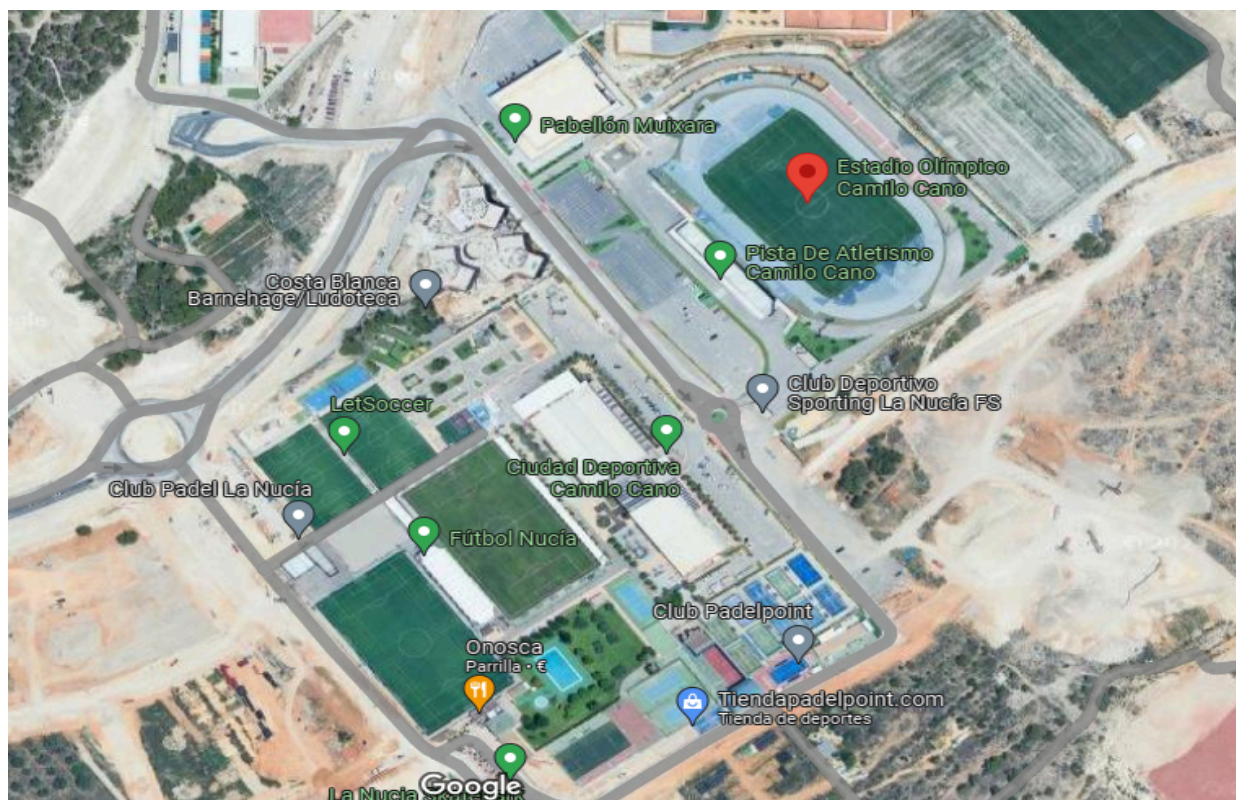 Pabellón Muixara
Estadio Olímpico
Camilo Cano
Pista De Atletismo
Camilo Cano
Costa Blanca
Barnehage/Ludoteca
Club Deportivo
Sporting La Nucía FS
LetSoccer
Ciudad Deportiva
Camilo Cano
Club Padel La Nucía
Fútbol Nucía
Club Padelpoint
Onosca
Parrilla · €
Tiendapadelpoint.com
Tienda de deportes
Google
La Nucia